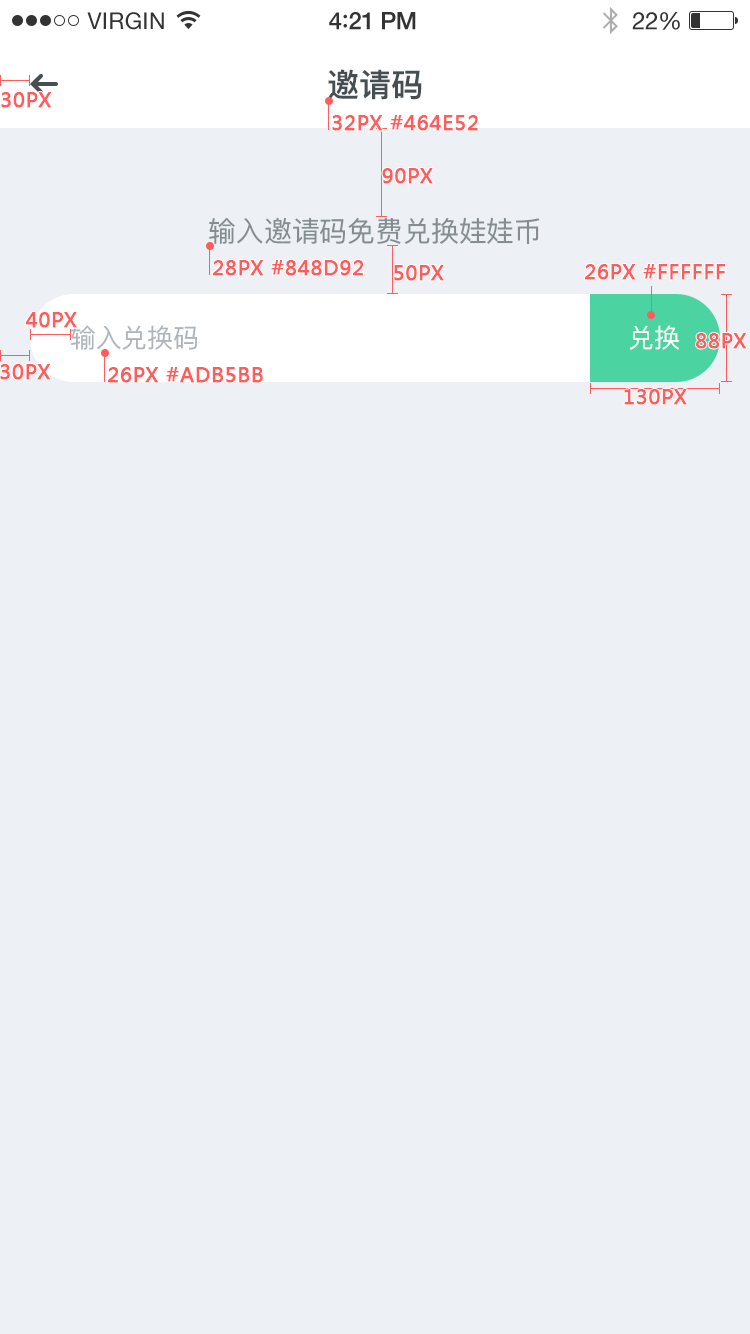 VIRGIN 4:21 PM 22%
邀请码
30PX
32PX #464E52
90PX
输入邀请码免费兑换娃娃币
28PX #848D92
50PX
26PX #FFFFFF
40PX
输入兑换码
兑换
88PX
30PX
26PX #ADB5BB
130PX